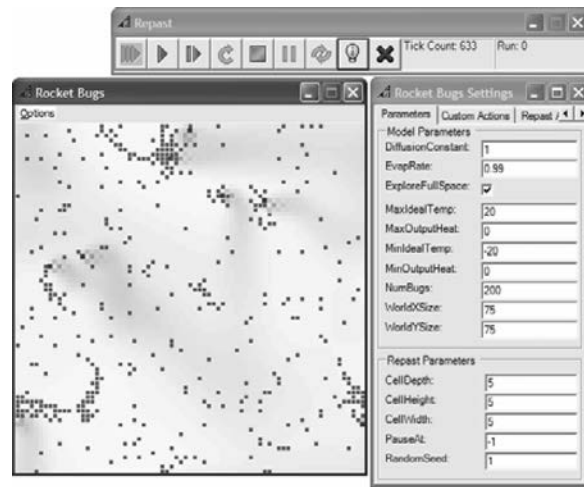 Repast
Tick Count: 633
Run: 0
Rocket Bugs
Options
Rocket Bugs Settings
Parameters
Custom Actions
Repast
Model Parameters
DiffusionConstant: 1
EvapRate: 0.99
ExploreFullSpace:
MaxIdealTemp: 20
MaxOutputHeat: 0
MinIdealTemp: -20
MinOutputHeat: 0
NumBugs: 200
WorldXSize: 75
WorldYSize: 75
Repast Parameters
CellDepth: 5
CellHeight: 5
CellWidth: 5
PauseAt: -1
RandomSeed: 1